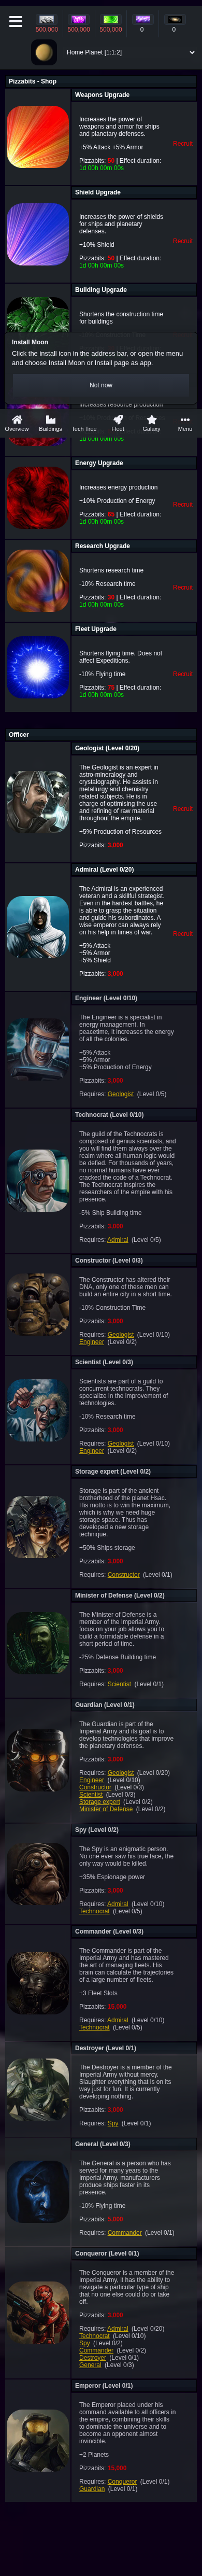 500,000
500,000
500,000
0
0
Home Planet [1:1:2]
Pizzabits - Shop
Weapons Upgrade
Increases the power of
weapons and armor for ships
and planetary defenses.
+5% Attack +5% Armor
Recruit
Pizzabits: | Effect duration:
1d 00h 00m 00s
Shield Upgrade
Increases the power of shields
for ships and planetary
defenses.
+10% Shield
Recruit
Pizzabits: | Effect duration:
1d 00h 00m 00s
Building Upgrade
Shortens the construction time
for buildings
Install Moon
Click the install icon in the address bar, or open the menu
and choose Install Moon or Install page as app.
Not now
Overview
Buildings
Tech Tree
Fleet
Galaxy
Menu
1d 00h 00m 00s
Energy Upgrade
Increases energy production
+10% Production of Energy
Recruit
Pizzabits: | Effect duration:
1d 00h 00m 00s
Research Upgrade
Shortens research time
-10% Research time
Recruit
Pizzabits: | Effect duration:
1d 00h 00m 00s
Fleet Upgrade
Shortens flying time. Does not
affect Expeditions.
-10% Flying time
Recruit
Pizzabits: | Effect duration:
1d 00h 00m 00s
Officer
Geologist (Level 0/20)
The Geologist is an expert in
astro-mineralogy and
crystalography. He assists in
metallurgy and chemistry
related subjects. He is in
charge of optimising the use
and refining of raw material
throughout the empire.
Recruit
+5% Production of Resources
Pizzabits: 3,000
Admiral (Level 0/20)
The Admiral is an experienced
veteran and a skillful strategist.
Even in the hardest battles, he
is able to grasp the situation
and guide his subordinates. A
wise emperor can always rely
on his help in times of war.
Recruit
+5% Attack
+5% Armor
+5% Shield
Pizzabits: 3,000
Engineer (Level 0/10)
The Engineer is a specialist in
energy management. In
peacetime, it increases the energy
of all the colonies.
+5% Attack
+5% Armor
+5% Production of Energy
Pizzabits: 3,000
Requires: Geologist (Level 0/5)
Technocrat (Level 0/10)
The guild of the Technocrats is
composed of genius scientists, and
you will find them always over the
realm where all human logic would
be defied. For thousands of years,
no normal humans have ever
cracked the code of a Technocrat.
The Technocrat inspires the
researchers of the empire with his
presence.
-5% Ship Building time
Pizzabits: 3,000
Requires: Admiral (Level 0/5)
Constructor (Level 0/3)
The Constructor has altered their
DNA, only one of these men can
build an entire city in a short time.
-10% Construction Time
Pizzabits: 3,000
Requires: Geologist (Level 0/10)
Engineer (Level 0/2)
Scientist (Level 0/3)
Scientists are part of a guild to
concurrent technocrats. They
specialize in the improvement of
technologies.
-10% Research time
Pizzabits: 3,000
Requires: Geologist (Level 0/10)
Engineer (Level 0/2)
Storage expert (Level 0/2)
Storage is part of the ancient
brotherhood of the planet Hsac.
His motto is to win the maximum,
which is why we need huge
storage space. Thus has
developed a new storage
technique.
+50% Ships storage
Pizzabits: 3,000
Requires: Constructor (Level 0/1)
Minister of Defense (Level 0/2)
The Minister of Defense is a
member of the Imperial Army.
focus on your job allows you to
build a formidable defense in a
short period of time.
-25% Defense Building time
Pizzabits:
Requires: Scientist (Level 0/1)
Guardian (Level 0/1)
The Guardian is part of the
Imperial Army and its goal is to
develop technologies that improve
the planetary defenses.
Pizzabits:
Requires: Geologist (Level 0/20)
Engineer (Level 0/10)
Constructor (Level 0/3)
Scientist (Level 0/3)
Storage expert (Level 0/2)
Minister of Defense (Level 0/2)
Spy (Level 0/2)
The Spy is an enigmatic person.
No one ever saw his true face, the
only way would be killed.
+35% Espionage power
Pizzabits:
Requires: Admiral (Level 0/10)
Technocrat (Level 0/5)
Commander (Level 0/3)
The Commander is part of the
Imperial Army and has mastered
the art of managing fleets. His
brain can calculate the trajectories
of a large number of fleets.
+3 Fleet Slots
Pizzabits:
Requires: Admiral (Level 0/10)
Technocrat (Level 0/5)
Destroyer (Level 0/1)
The Destroyer is a member of the
Imperial Army without mercy.
Slaughter everything that is on its
way just for fun. It is currently
developing nothing.
Pizzabits:
Requires: Spy (Level 0/1)
General (Level 0/3)
The General is a person who has
served for many years to the
Imperial Army, manufacturers
produce ships faster in its
presence.
-10% Flying time
Pizzabits:
Requires: Commander (Level 0/1)
Conqueror (Level 0/1)
The Conqueror is a member of the
Imperial Army, it has the ability to
navigate a particular type of ship
that no one else could do or take
off.
Pizzabits:
Requires: Admiral (Level 0/20)
Technocrat (Level 0/10)
Spy (Level 0/2)
Commander (Level 0/2)
Destroyer (Level 0/1)
General (Level 0/3)
Emperor (Level 0/1)
The Emperor placed under his
command available to all officers in
the empire, combining their skills
to dominate the universe and to
become an opponent almost
invincible.
+2 Planets
Pizzabits:
Requires: Conqueror (Level 0/1)
Guardian (Level 0/1)